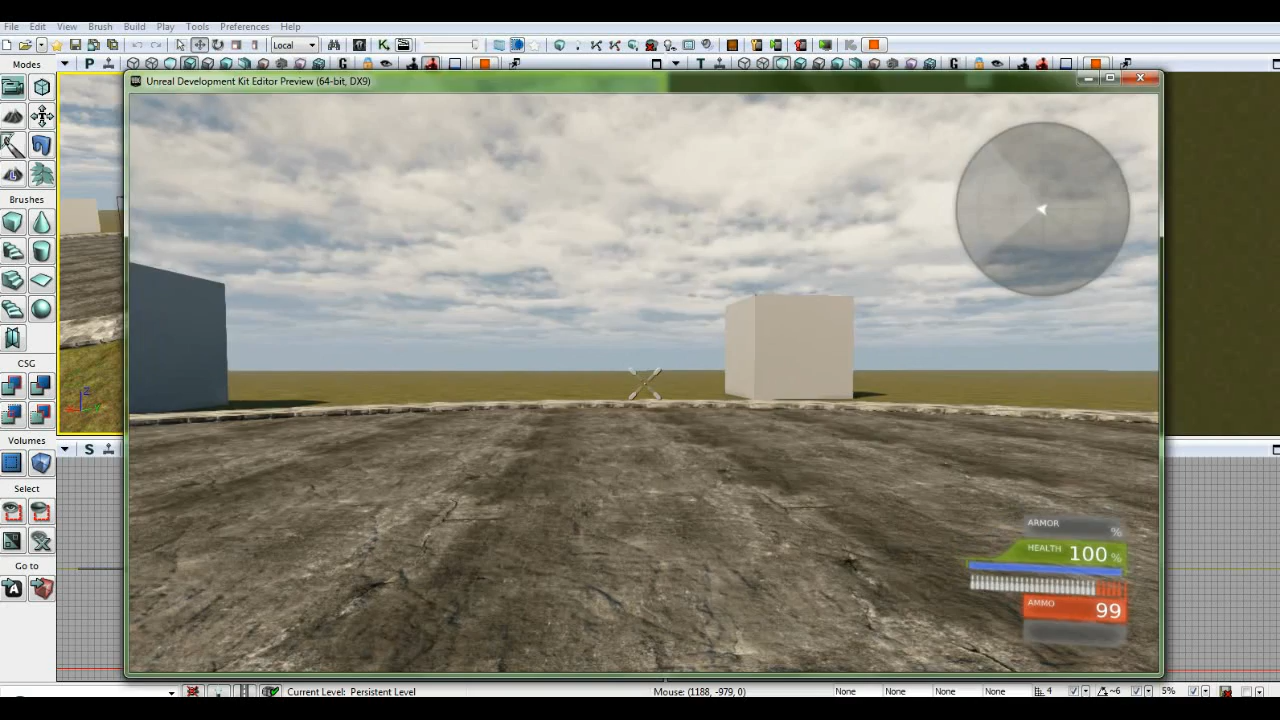 File Edit View Brush Build Play Tools Preferences Help
Local
Modes
P
G
T
G
Unreal Development Kit Editor Preview (64-bit, DX9)
Brushes
CSG
Volumes
S
Select
Go to
ARMOR %
HEALTH 100 %
AMMO 99
Current Level: Persistent Level
Mouse: (1188, -979, 0)
None None None None
4
~6
5%